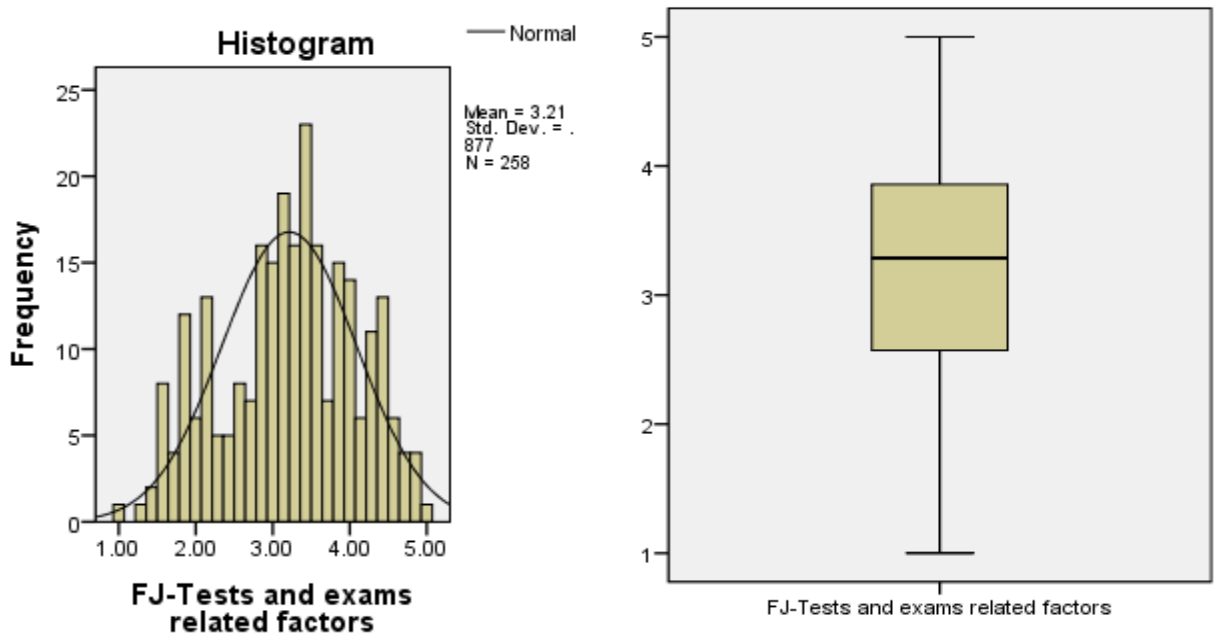 Histogram
Normal
Mean = 3.21
Std. Dev. = .
877
N = 258
Frequency
25
20
15
10
5
0
1.00 2.00 3.00 4.00 5.00
FJ-Tests and exams
related factors
5
4
3
2
1
FJ-Tests and exams related factors